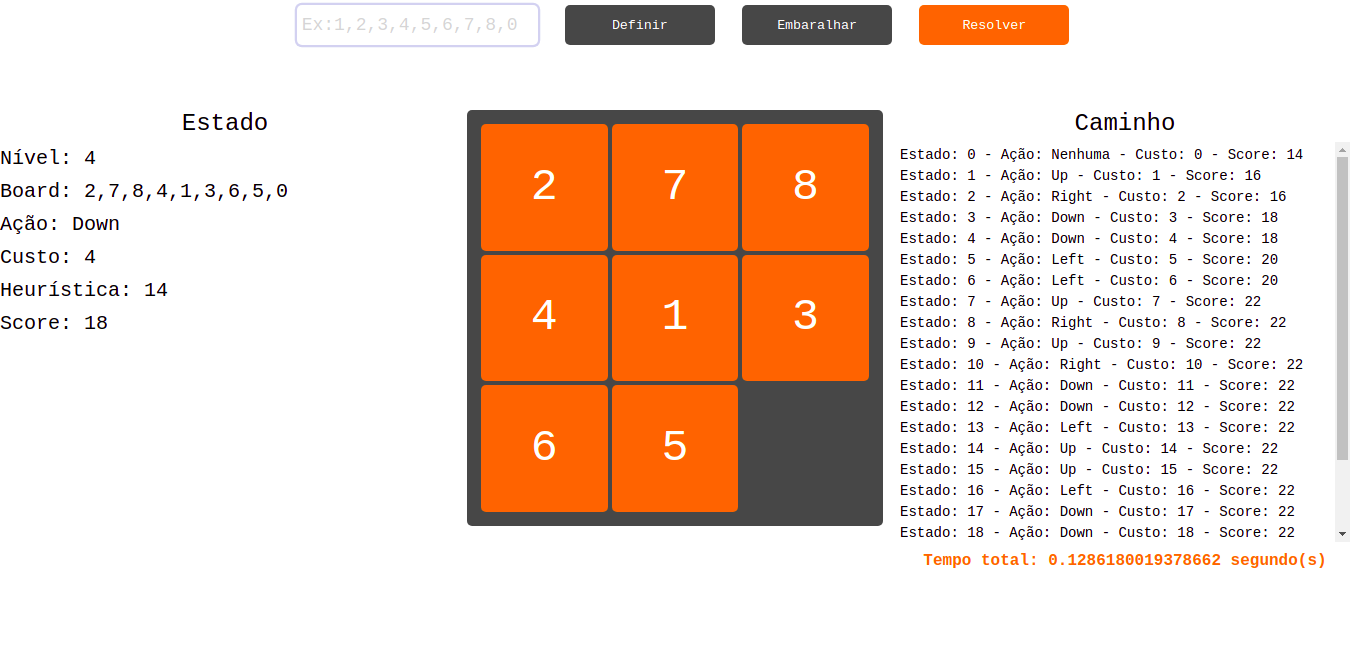 Ex:1,2,3,4,5,6,7,8,0
Definir
Embaralhar
Resolver
Estado
Nível: 4
Board: 2,7,8,4,1,3,6,5,0
Ação: Down
Custo: 4
Heurística: 14
Score: 18
2 7 8
4 1 3
6 5
Caminho
Estado: 0 - Ação: Nenhuma - Custo: 0 - Score: 14
Estado: 1 - Ação: Up - Custo: 1 - Score: 16
Estado: 2 - Ação: Right - Custo: 2 - Score: 16
Estado: 3 - Ação: Down - Custo: 3 - Score: 18
Estado: 4 - Ação: Down - Custo: 4 - Score: 18
Estado: 5 - Ação: Left - Custo: 5 - Score: 20
Estado: 6 - Ação: Left - Custo: 6 - Score: 20
Estado: 7 - Ação: Up - Custo: 7 - Score: 22
Estado: 8 - Ação: Right - Custo: 8 - Score: 22
Estado: 9 - Ação: Up - Custo: 9 - Score: 22
Estado: 10 - Ação: Right - Custo: 10 - Score: 22
Estado: 11 - Ação: Down - Custo: 11 - Score: 22
Estado: 12 - Ação: Down - Custo: 12 - Score: 22
Estado: 13 - Ação: Left - Custo: 13 - Score: 22
Estado: 14 - Ação: Up - Custo: 14 - Score: 22
Estado: 15 - Ação: Up - Custo: 15 - Score: 22
Estado: 16 - Ação: Left - Custo: 16 - Score: 22
Estado: 17 - Ação: Down - Custo: 17 - Score: 22
Estado: 18 - Ação: Down - Custo: 18 - Score: 22
Tempo total: 0.1286180019378662 segundo(s)